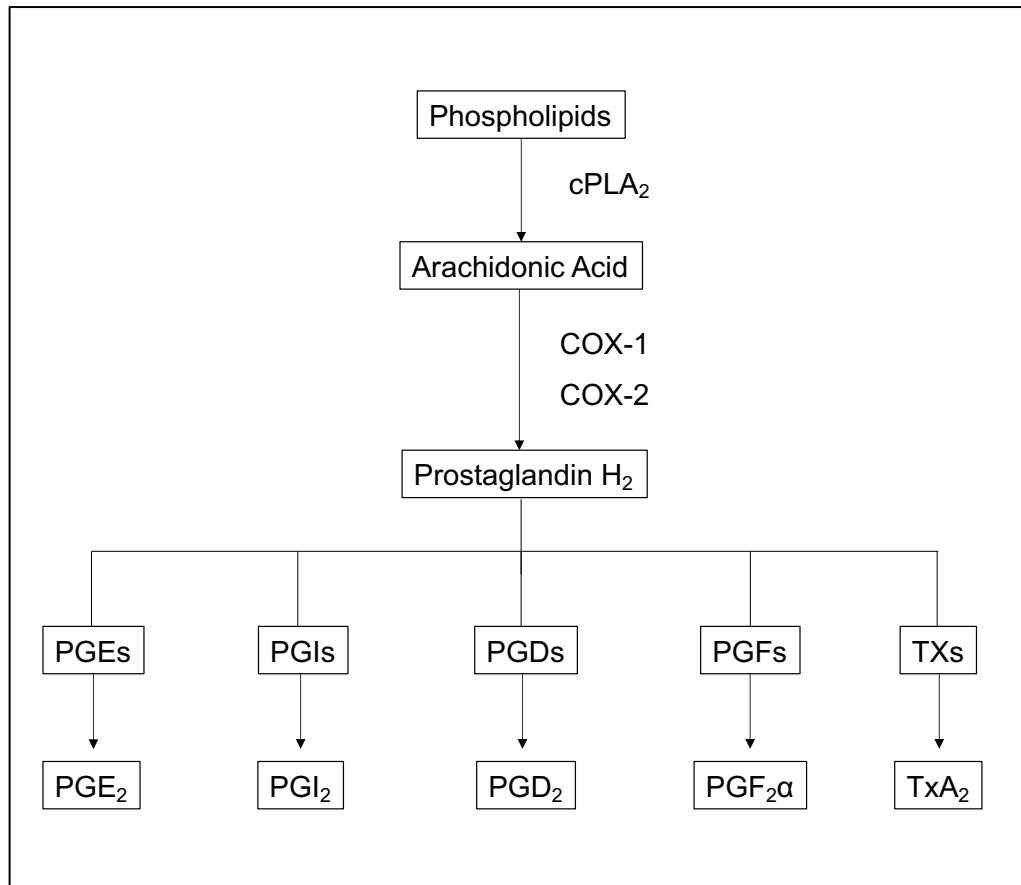 Phospholipids
cPLA₂
Arachidonic Acid
COX-1
COX-2
Prostaglandin H₂
PGEs PGIs PGDs PGFs TXs
PGE₂ PGI₂ PGD₂ PGF₂α TxA₂